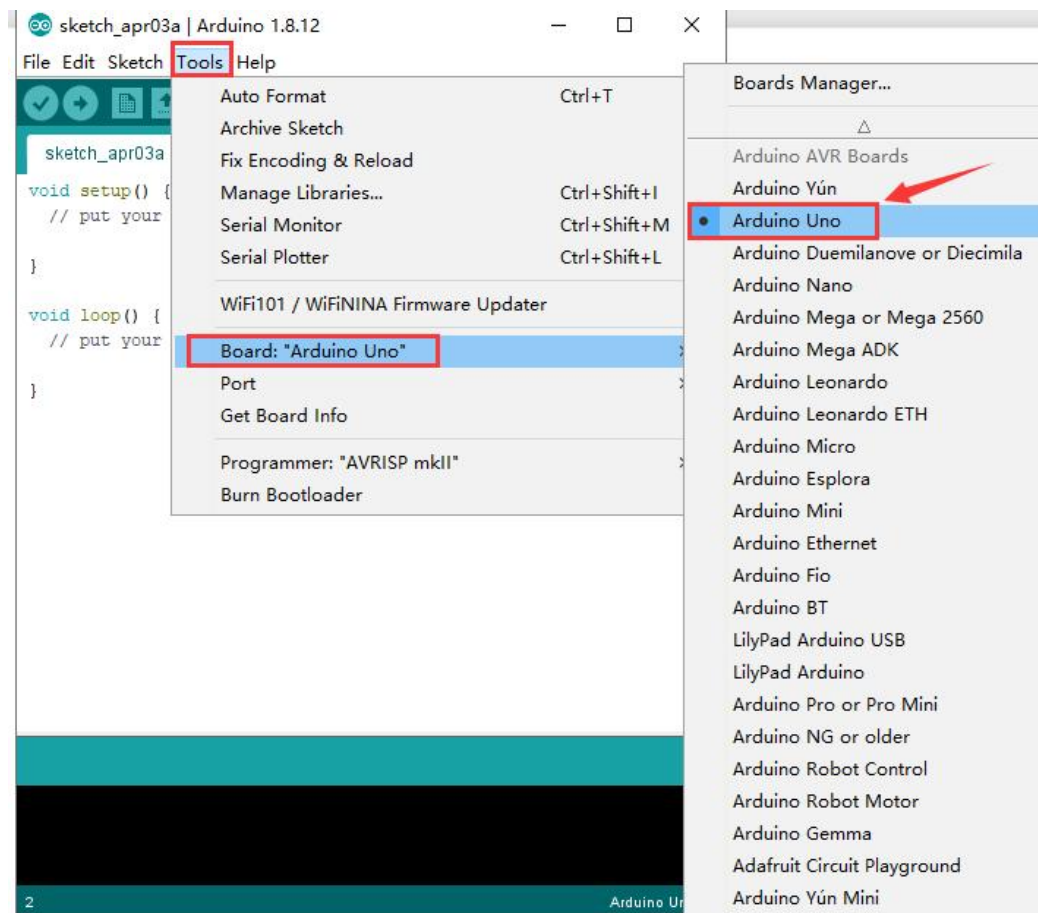 sketch_apr03a | Arduino 1.8.12
File Edit Sketch Tools Help
sketch_apr03a
void setup() {
// put your
}
void loop() {
// put your
}
Auto Format Ctrl+T
Archive Sketch
Fix Encoding & Reload
Manage Libraries... Ctrl+Shift+I
Serial Monitor Ctrl+Shift+M
Serial Plotter Ctrl+Shift+L
WiFi101 / WiFiNINA Firmware Updater
Board: "Arduino Uno"
Port
Get Board Info
Programmer: "AVRISP mkII"
Burn Bootloader
Boards Manager...
Arduino AVR Boards
Arduino Yún
Arduino Uno
Arduino Duemilanove or Diecimila
Arduino Nano
Arduino Mega or Mega 2560
Arduino Mega ADK
Arduino Leonardo
Arduino Leonardo ETH
Arduino Micro
Arduino Esplora
Arduino Mini
Arduino Ethernet
Arduino Fio
Arduino BT
LilyPad Arduino USB
LilyPad Arduino
Arduino Pro or Pro Mini
Arduino NG or older
Arduino Robot Control
Arduino Robot Motor
Arduino Gemma
Adafruit Circuit Playground
Arduino Yún Mini
2 Arduino